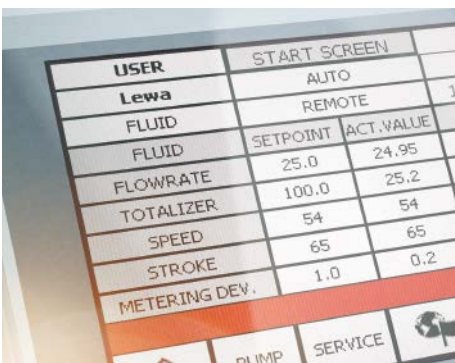 USER START SCREEN
Lewa AUTO
FLUID REMOTE
FLUID SETPOINT ACT.VALUE
FLOWRATE 25.0 24.95
TOTALIZER 100.0 25.2
SPEED 54 54
STROKE 65 65
METERING DEV. 1.0 0.2
PUMP SERVICE